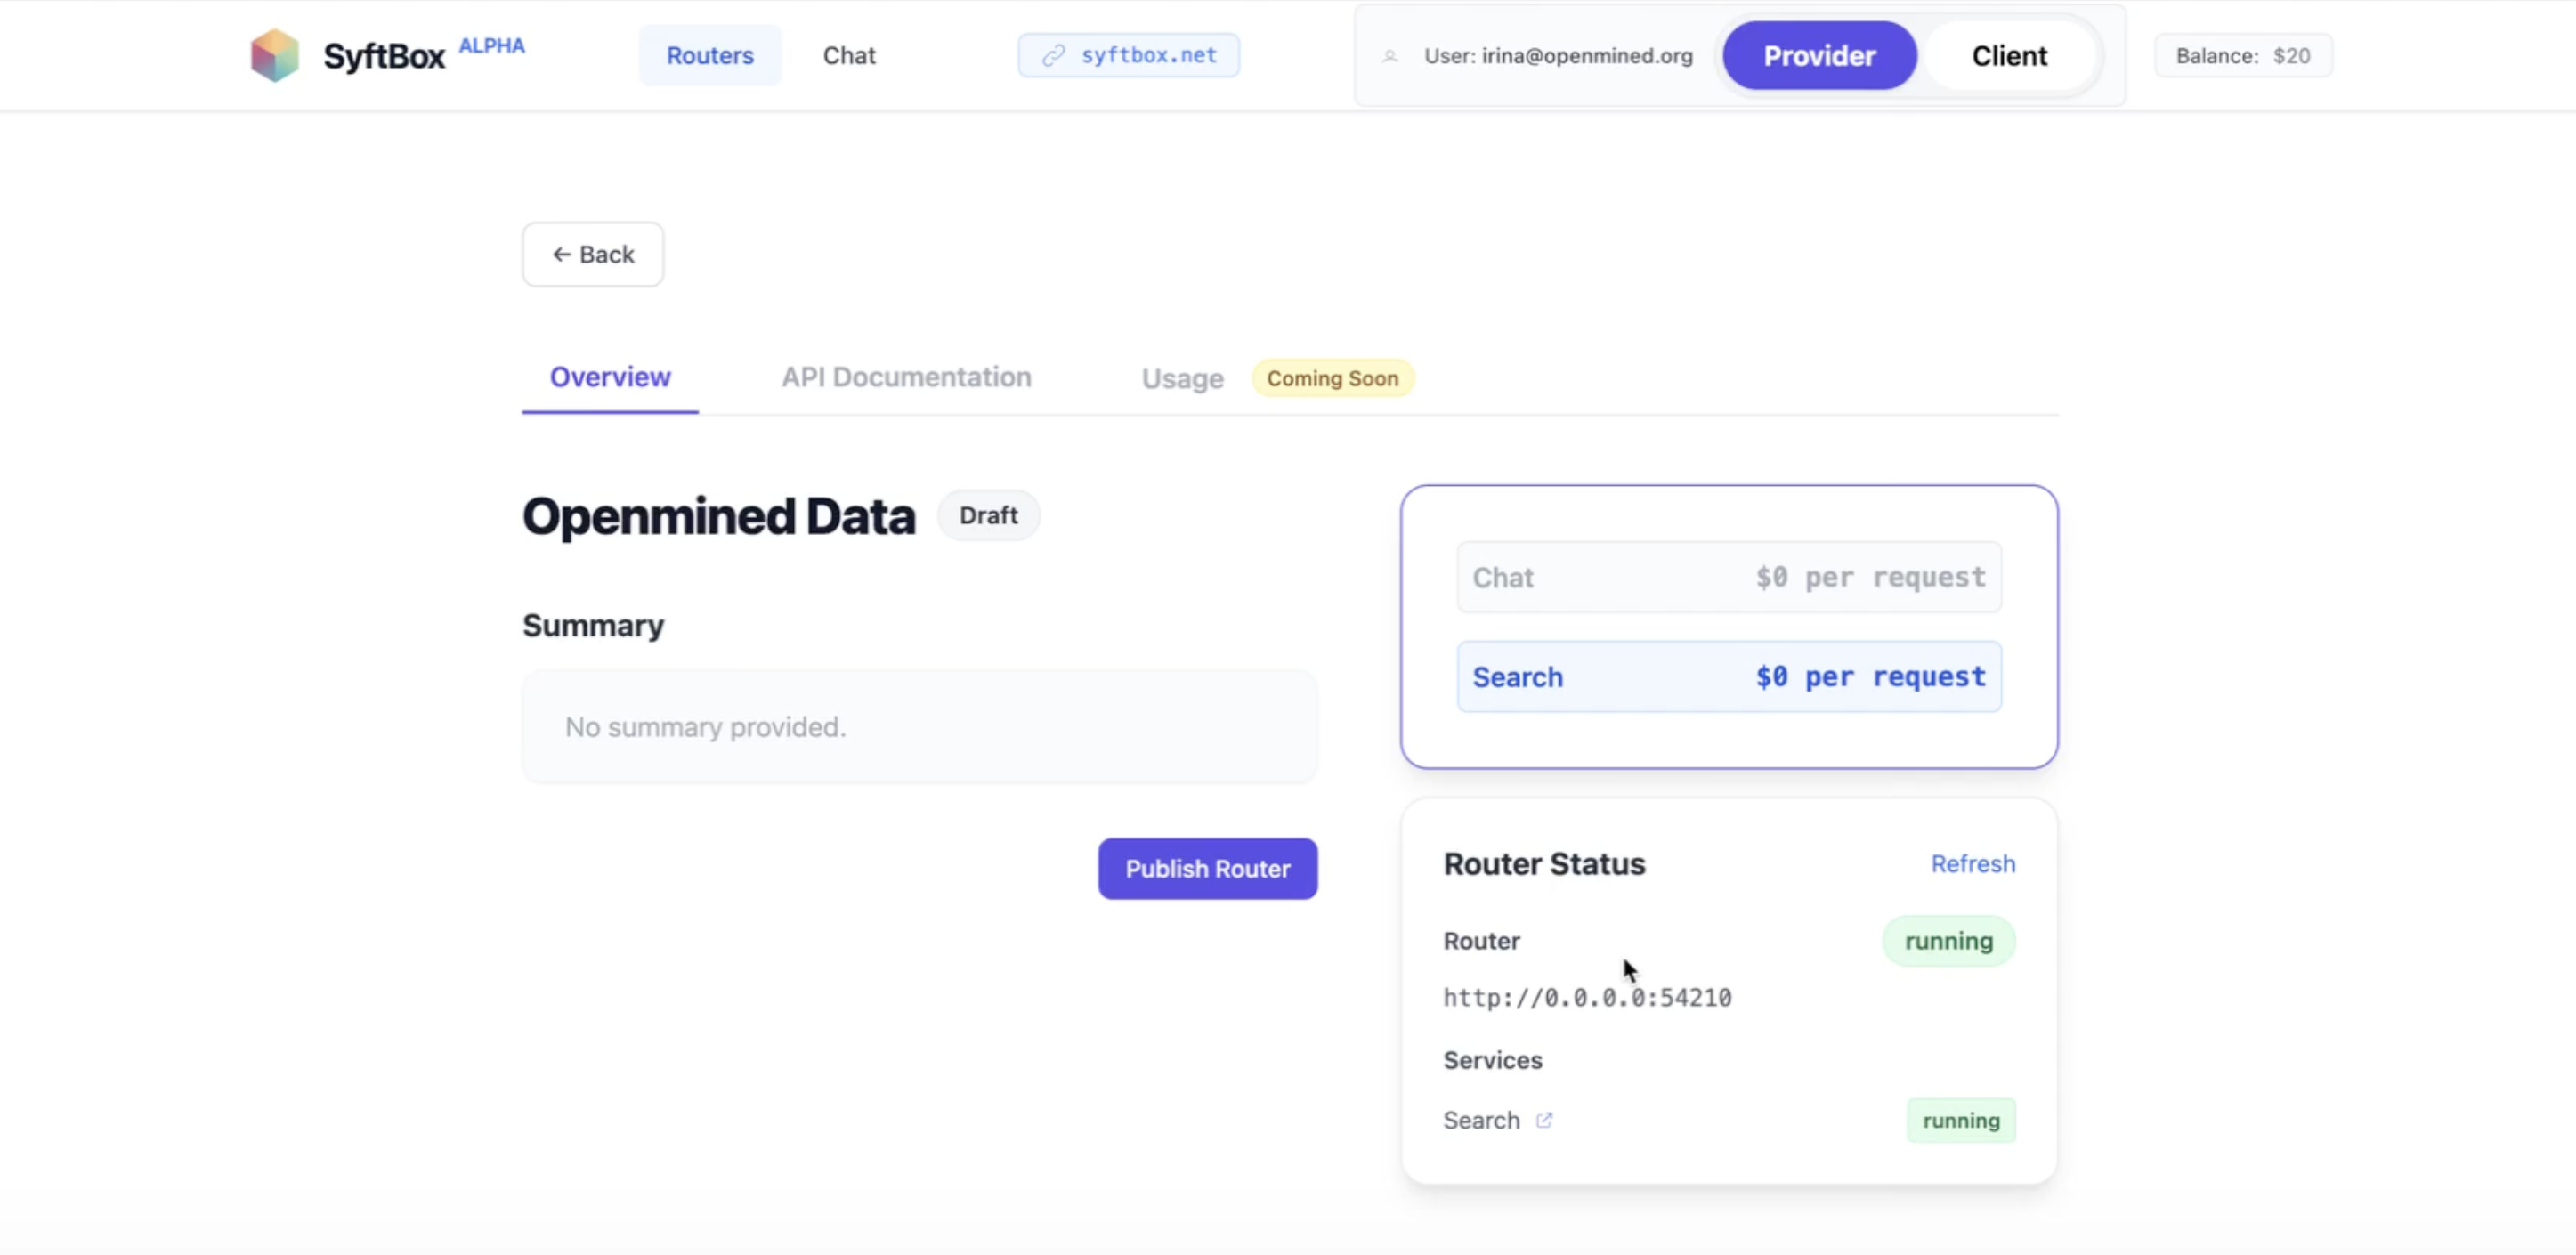 SyftBox ALPHA Routers Chat syftbox.net User: irina@openmined.org Provider Client Balance: $20
← Back
Overview API Documentation Usage Coming Soon
Openmined Data Draft
Summary
No summary provided.
Publish Router
Chat $0 per request
Search $0 per request
Router Status Refresh
Router running
http://0.0.0.0:54210
Services
Search running